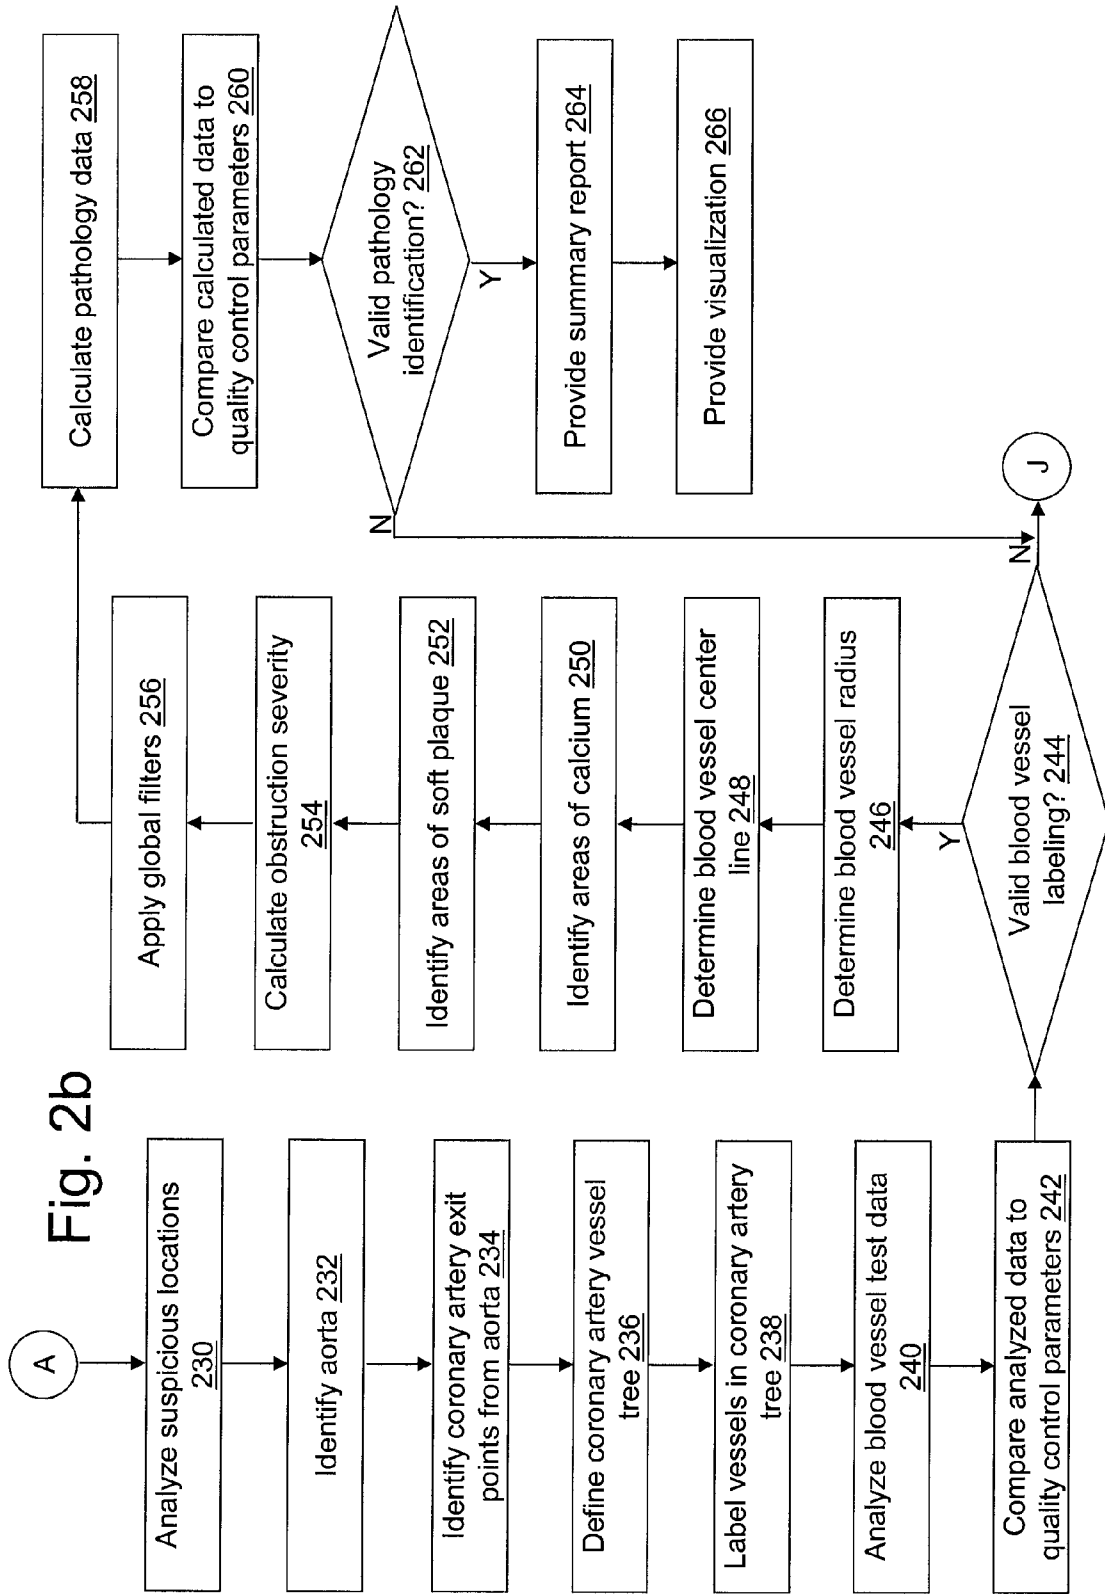 Fig. 2b
A
Analyze suspicious locations
230
Identify aorta 232
Identify coronary artery exit
points from aorta 234
Define coronary artery vessel
tree 236
Label vessels in coronary artery
tree 238
Analyze blood vessel test data
240
Compare analyzed data to
quality control parameters 242
Valid blood vessel
labeling? 244
Y
N
J
Determine blood vessel radius
246
Determine blood vessel center
line 248
Identify areas of calcium 250
Identify areas of soft plaque 252
Calculate obstruction severity
254
Apply global filters 256
Calculate pathology data 258
Compare calculated data to
quality control parameters 260
Valid pathology
identification? 262
N
Y
Provide summary report 264
Provide visualization 266